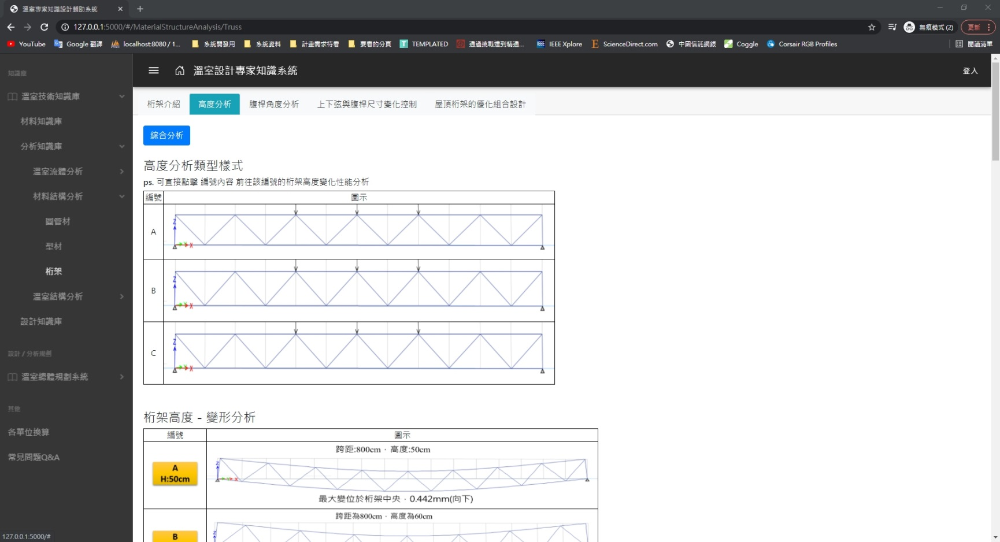 溫室專家知識設計輔助系統
127.0.0.1:5000/#/MaterialStructureAnalysis/Truss
無痕模式 (2)
更新
YouTube
Google 翻譯
localhost:8080 / 1...
系統開發用
系統資料
計畫需求待看
要看的分頁
TEMPLATED
通過挑戰達到精通...
IEEE Xplore
ScienceDirect.com
中國信託網銀
Coggle
Corsair RGB Profiles
閱讀清單
知識庫
溫室技術知識庫
材料知識庫
分析知識庫
溫室流體分析
材料結構分析
圓管材
型材
桁架
溫室結構分析
設計知識庫
設計 / 分析規劃
溫室總體規劃系統
其他
各單位換算
常見問題Q&A
127.0.0.1:5000/#
溫室設計專家知識系統
登入
桁架介紹
高度分析
腹桿角度分析
上下弦與腹桿尺寸變化控制
屋頂桁架的優化組合設計
綜合分析
高度分析類型樣式
ps. 可直接點擊 編號內容 前往該編號的桁架高度變化性能分析
編號 圖示
A
Z
Y X
B
Z
Y X
C
Z
Y X
桁架高度 - 變形分析
編號 圖示
跨距:800cm，高度:50cm
A
H:50cm
Z
Y X
最大變位於桁架中央，0.442mm(向下)
跨距為800cm，高度為60cm
B
Z